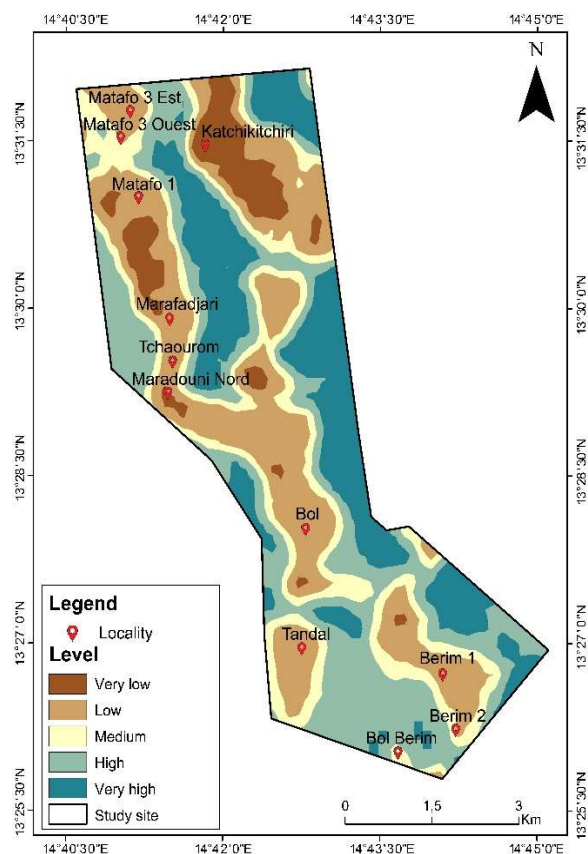 14°40'30"E 14°42'0"E 14°43'30"E 14°45'0"E
N
Matafo 3 Est
Matafo 3 Ouest
Katchikitchiri
13°31'30"N 13°31'30"N
Matafo 1
13°30'0"N 13°30'0"N
Marafadjari
Tchaourom
Maradouni Nord
13°28'30"N 13°28'30"N
Bol
Legend
Locality
Level
Very low
Low
Medium
High
Very high
Study site
13°27'0"N 13°27'0"N
Tandal
Berim 1
Berim 2
Bol Berim
0 1,5 3
Km
13°25'30"N 13°25'30"N
14°40'30"E 14°42'0"E 14°43'30"E 14°45'0"E